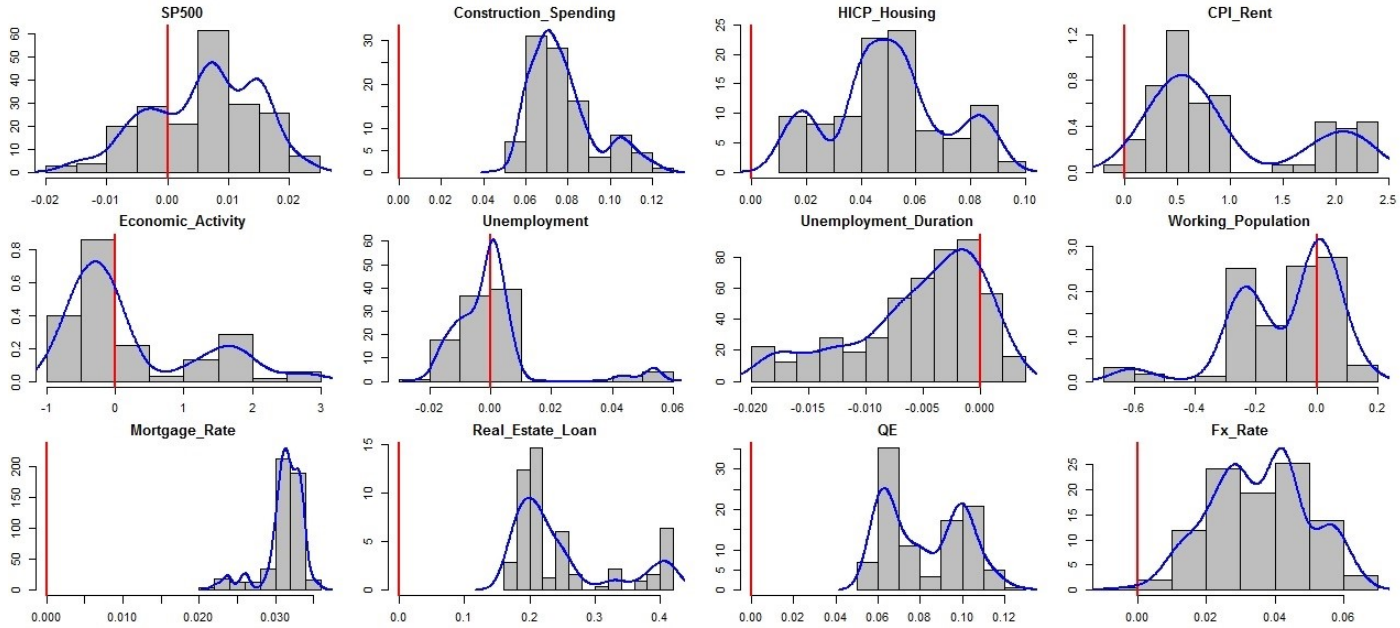 SP500 Construction_Spending HICP_Housing CPI_Rent
0 10 20 30 40 50 60
-0.02 -0.01 0.00 0.01 0.02
0 5 10 20 30
0.00 0.02 0.04 0.06 0.08 0.10 0.12
0 5 10 15 20 25
0.00 0.02 0.04 0.06 0.08 0.10
0.0 0.4 0.8 1.2
0.0 0.5 1.0 1.5 2.0 2.5
Economic_Activity Unemployment Unemployment_Duration Working_Population
0.0 0.2 0.4 0.6 0.8
-1 0 1 2 3
0 10 20 30 40 50 60
-0.02 0.00 0.02 0.04 0.06
0 20 40 60 80
-0.020 -0.015 -0.010 -0.005 0.000
0.0 1.0 2.0 3.0
-0.6 -0.4 -0.2 0.0 0.2
Mortgage_Rate Real_Estate_Loan QE Fx_Rate
0 50 100 150 200
0.000 0.010 0.020 0.030
0 5 10 15
0.0 0.1 0.2 0.3 0.4
0 5 10 20 30
0.00 0.02 0.04 0.06 0.08 0.10 0.12
0 5 10 15 20 25
0.00 0.02 0.04 0.06